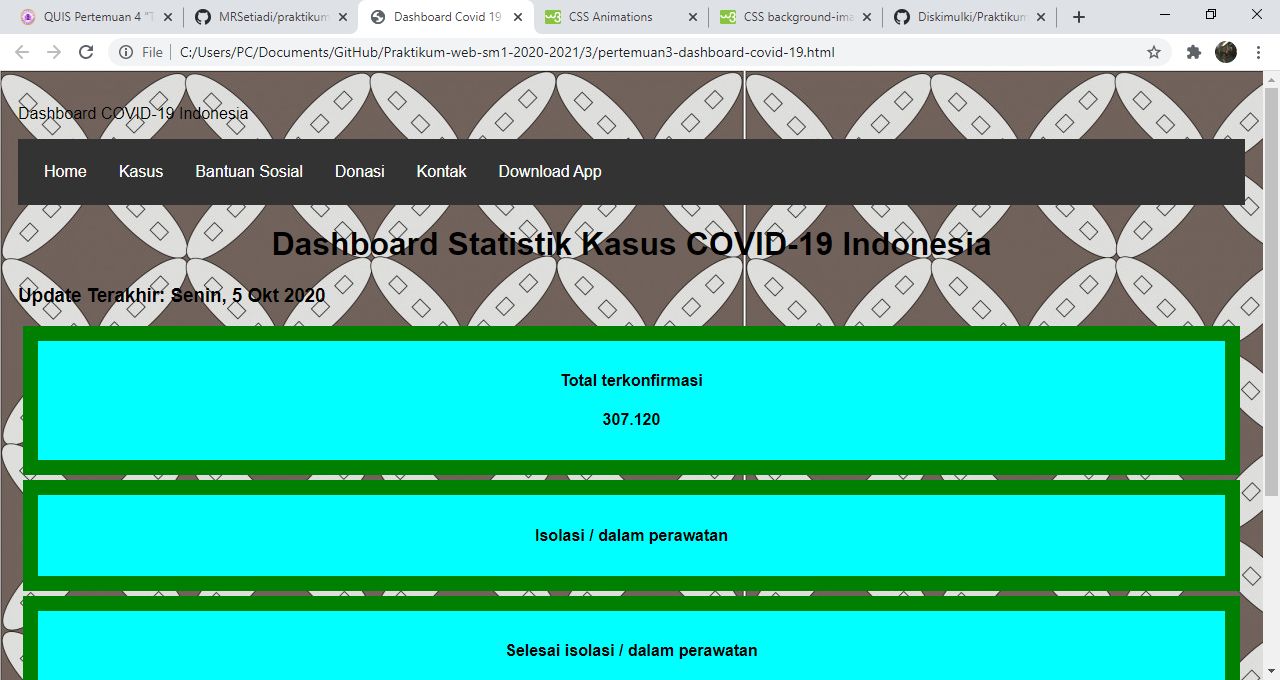 QUIS Pertemuan 4 "T
MRSetiadi/praktikum
Dashboard Covid 19
CSS Animations
CSS background-ima
Diskimulki/Praktikum
File
C:/Users/PC/Documents/GitHub/Praktikum-web-sm1-2020-2021/3/pertemuan3-dashboard-covid-19.html
Dashboard COVID-19 Indonesia
Home Kasus Bantuan Sosial Donasi Kontak Download App
Dashboard Statistik Kasus COVID-19 Indonesia
Update Terakhir: Senin, 5 Okt 2020
Total terkonfirmasi
307.120
Isolasi / dalam perawatan
Selesai isolasi / dalam perawatan